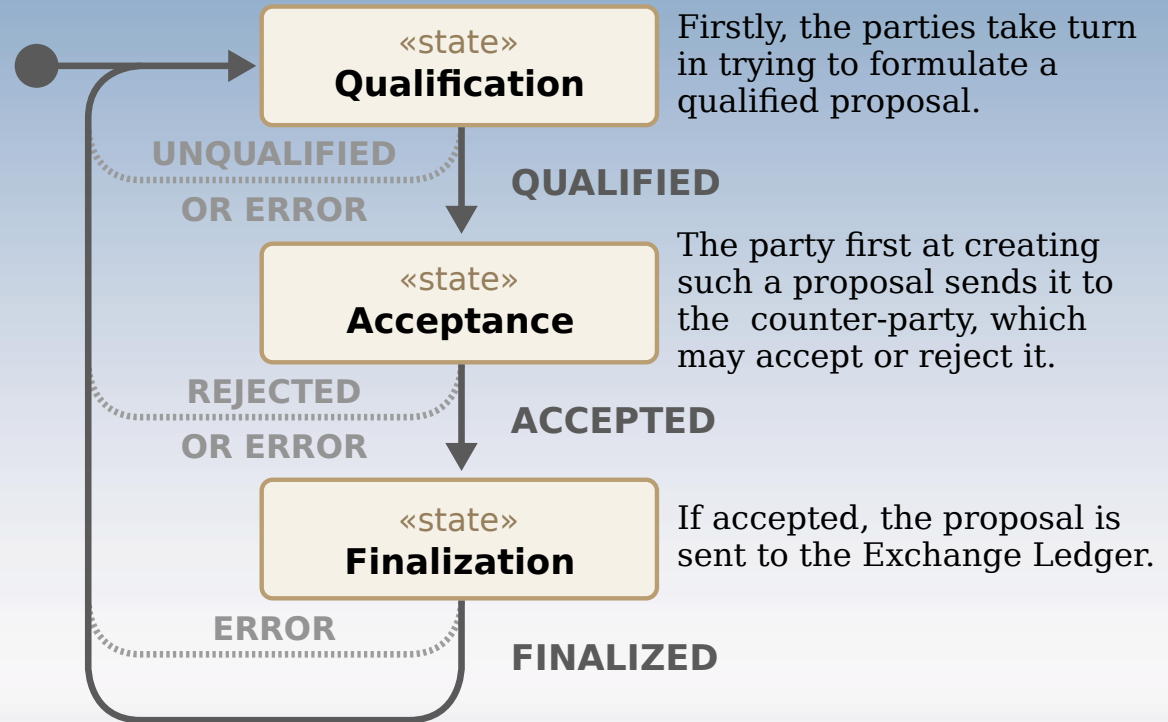 «state»
Qualification
Firstly, the parties take turn
in trying to formulate a
qualified proposal.
UNQUALIFIED
OR ERROR
QUALIFIED
«state»
Acceptance
The party first at creating
such a proposal sends it to
the  counter-party, which
may accept or reject it.
REJECTED
OR ERROR
ACCEPTED
«state»
Finalization
If accepted, the proposal is
sent to the Exchange Ledger.
ERROR
FINALIZED